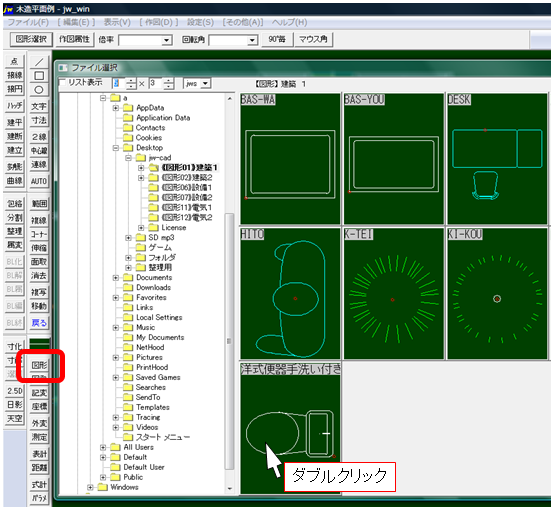 木造平面例 - jw_win
ファイル(F) [編集(E)] 表示(V) [作図(D)] 設定(S) [その他(A)] ヘルプ(H)
図形選択 作図属性 倍率 回転角 90°毎 マウス角
点 /
接線 □
接円 ○
ハッチ 文字
建平 寸法
建断 2線
建立 中心線
多角形 連線
曲線 AUTO
包絡 範囲
分割 複線
整理 コーナー
属変 伸縮
BL化 面取
BL解 消去
BL属 複写
BL編 移動
BL終 戻る
寸化
図形
2.5D 記変
日影 座標
天空 外変
測定
表計
距離
式計
パラメ
ファイル選択
リスト表示 3 × 3 jws 【図形】建築 1
a
AppData
Application Data
Contacts
Cookies
Desktop
jw-cad
《図形01》建築1
《図形02》建築2
《図形06》設備1
《図形07》設備2
《図形11》電気1
《図形12》電気2
License
SD mp3
ゲーム
フォルダ
整理用
Documents
Downloads
Favorites
Links
Local Settings
Music
My Documents
NetHood
Pictures
PrintHood
Saved Games
Searches
SendTo
Templates
Tracing
Videos
スタート メニュー
All Users
Default
Default User
Public
Windows
BAS-WA BAS-YOU DESK
HITO K-TEI KI-KOU
洋式便器手洗い付き
ダブルクリック